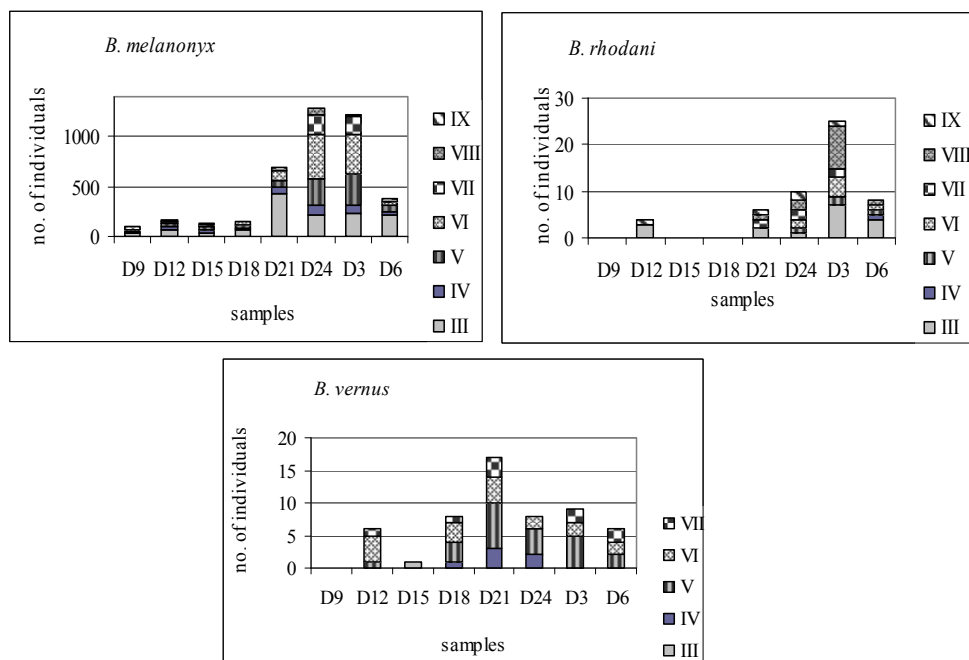 B. melanonyx
no. of individuals
1000
500
0
D9 D12 D15 D18 D21 D24 D3 D6
samples
IX
VIII
VII
VI
V
IV
III
B. rhodani
no. of individuals
30
20
10
0
D9 D12 D15 D18 D21 D24 D3 D6
samples
IX
VIII
VII
VI
V
IV
III
B. vernus
no. of individuals
20
15
10
5
0
D9 D12 D15 D18 D21 D24 D3 D6
samples
VII
VI
V
IV
III